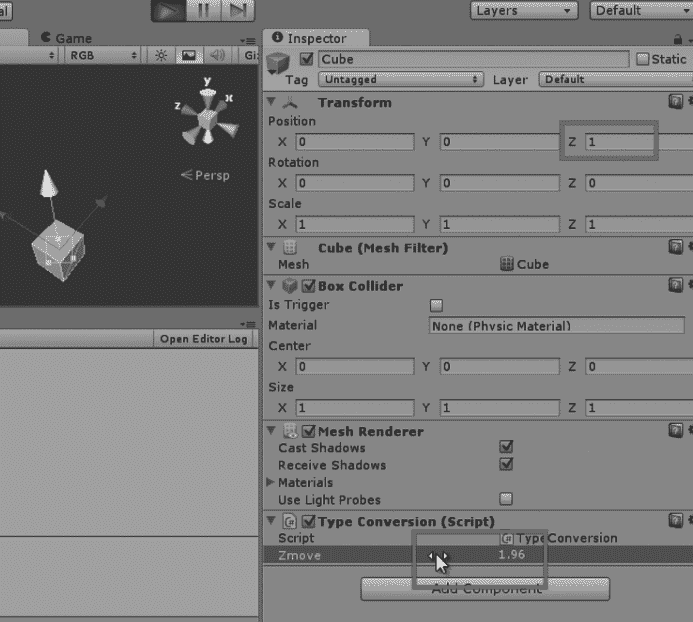 al
Layers
Default
Game
Inspector
RGB
Gi
Cube
Static
Tag Untagged Layer Default
y
z
x
Persp
Transform
Position
X 0 Y 0 Z 1
Rotation
X 0 Y 0 Z 0
Scale
X 1 Y 1 Z 1
Cube (Mesh Filter)
Mesh Cube
Box Collider
Is Trigger
Open Editor Log
Material None (Physic Material)
Center
X 0 Y 0 Z 0
Size
X 1 Y 1 Z 1
Mesh Renderer
Cast Shadows
Receive Shadows
Materials
Use Light Probes
Type Conversion (Script)
Script TypeConversion
Zmove 1.96
Add Component